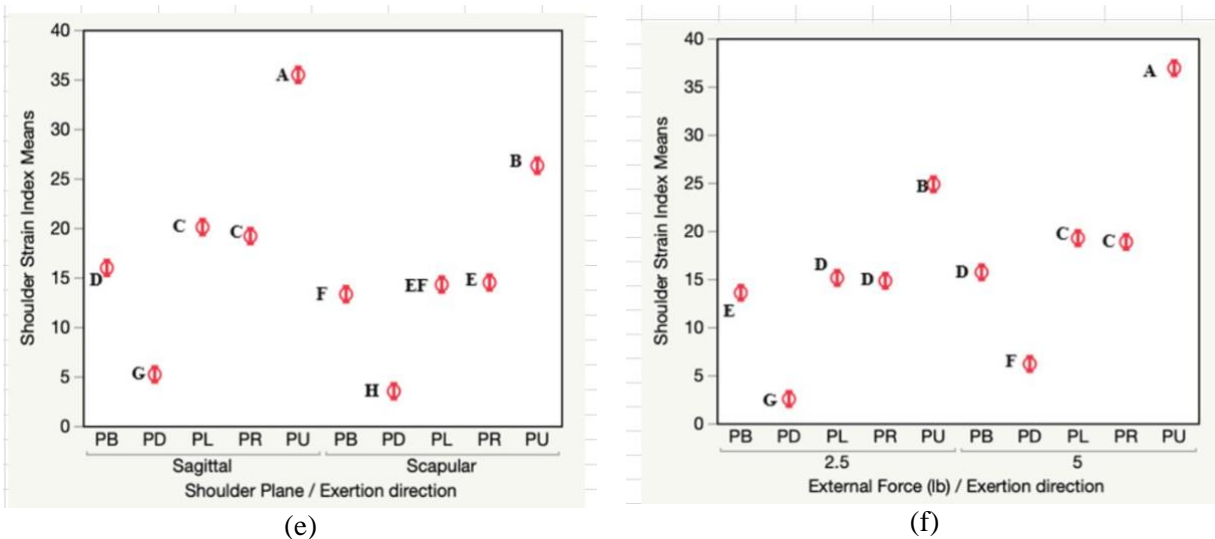 Shoulder Strain Index Means
40
35
30
25
20
15
10
5
0
A
B
C
C
D
F
EF
E
G
H
PB PD PL PR PU PB PD PL PR PU
Sagittal Scapular
Shoulder Plane / Exertion direction
(e)
Shoulder Strain Index Means
40
35
30
25
20
15
10
5
0
A
B
C
C
D
D
D
E
F
G
PB PD PL PR PU PB PD PL PR PU
2.5 5
External Force (lb) / Exertion direction
(f)